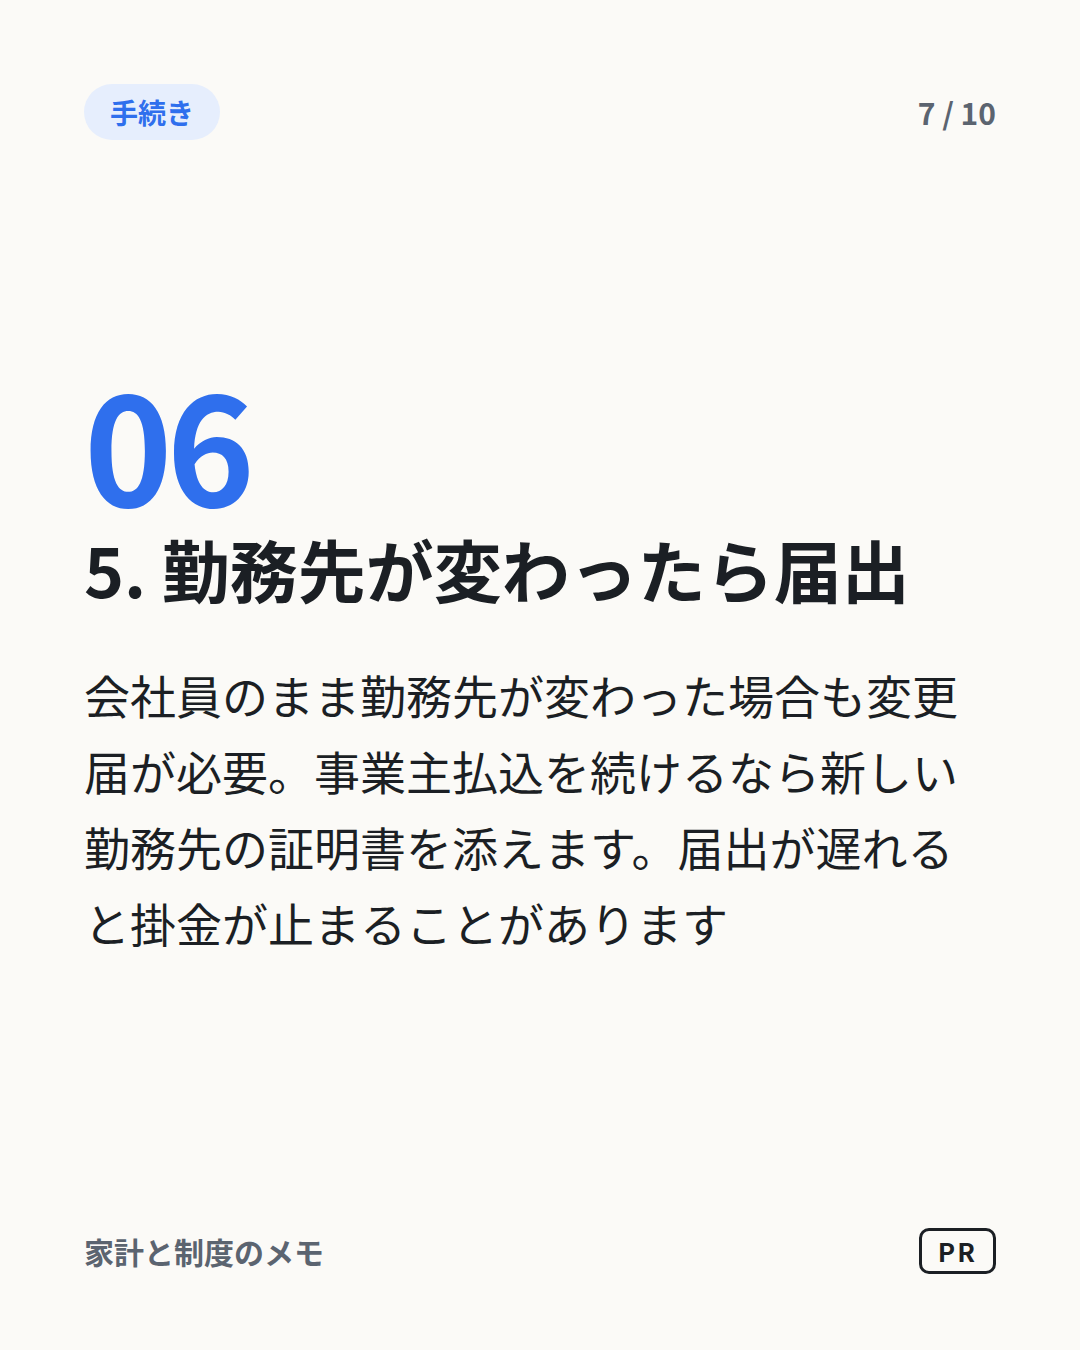 手続き
7 / 10
06
5. 勤務先が変わったら届出
会社員のまま勤務先が変わった場合も変更
届が必要。事業主払込を続けるなら新しい
勤務先の証明書を添えます。届出が遅れる
と掛金が止まることがあります
家計と制度のメモ
PR